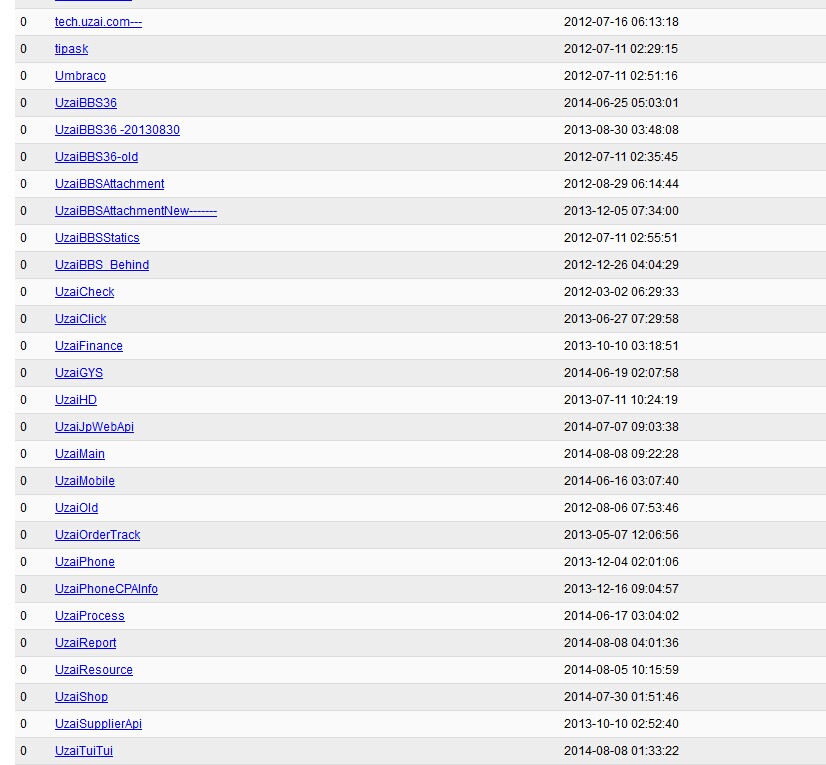 0 tech.uzai.com--- 2012-07-16 06:13:18
0 tipask 2012-07-11 02:29:15
0 Umbraco 2012-07-11 02:51:16
0 UzaiBBS36 2014-06-25 05:03:01
0 UzaiBBS36 -20130830 2013-08-30 03:48:08
0 UzaiBBS36-old 2012-07-11 02:35:45
0 UzaiBBSAttachment 2012-08-29 06:14:44
0 UzaiBBSAttachmentNew------- 2013-12-05 07:34:00
0 UzaiBBSStatics 2012-07-11 02:55:51
0 UzaiBBS_Behind 2012-12-26 04:04:29
0 UzaiCheck 2012-03-02 06:29:33
0 UzaiClick 2013-06-27 07:29:58
0 UzaiFinance 2013-10-10 03:18:51
0 UzaiGYS 2014-06-19 02:07:58
0 UzaiHD 2013-07-11 10:24:19
0 UzaiJpWebApi 2014-07-07 09:03:38
0 UzaiMain 2014-08-08 09:22:28
0 UzaiMobile 2014-06-16 03:07:40
0 UzaiOld 2012-08-06 07:53:46
0 UzaiOrderTrack 2013-05-07 12:06:56
0 UzaiPhone 2013-12-04 02:01:06
0 UzaiPhoneCPAInfo 2013-12-16 09:04:57
0 UzaiProcess 2014-06-17 03:04:02
0 UzaiReport 2014-08-08 04:01:36
0 UzaiResource 2014-08-05 10:15:59
0 UzaiShop 2014-07-30 01:51:46
0 UzaiSupplierApi 2013-10-10 02:52:40
0 UzaiTuiTui 2014-08-08 01:33:22